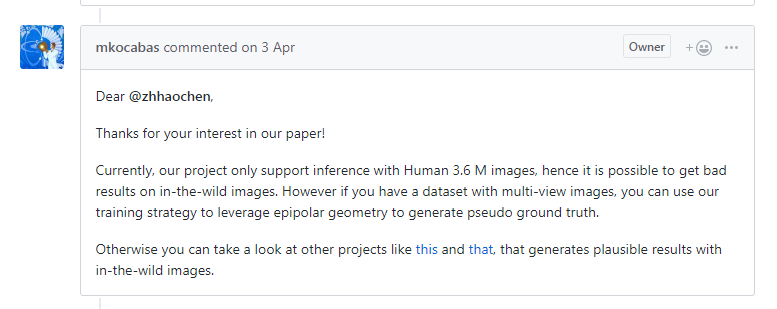 mkocabas commented on 3 Apr
Owner
Dear @zhhaochen,
Thanks for your interest in our paper!
Currently, our project only support inference with Human 3.6 M images, hence it is possible to get bad
results on in-the-wild images. However if you have a dataset with multi-view images, you can use our
training strategy to leverage epipolar geometry to generate pseudo ground truth.
Otherwise you can take a look at other projects like this and that, that generates plausible results with
in-the-wild images.